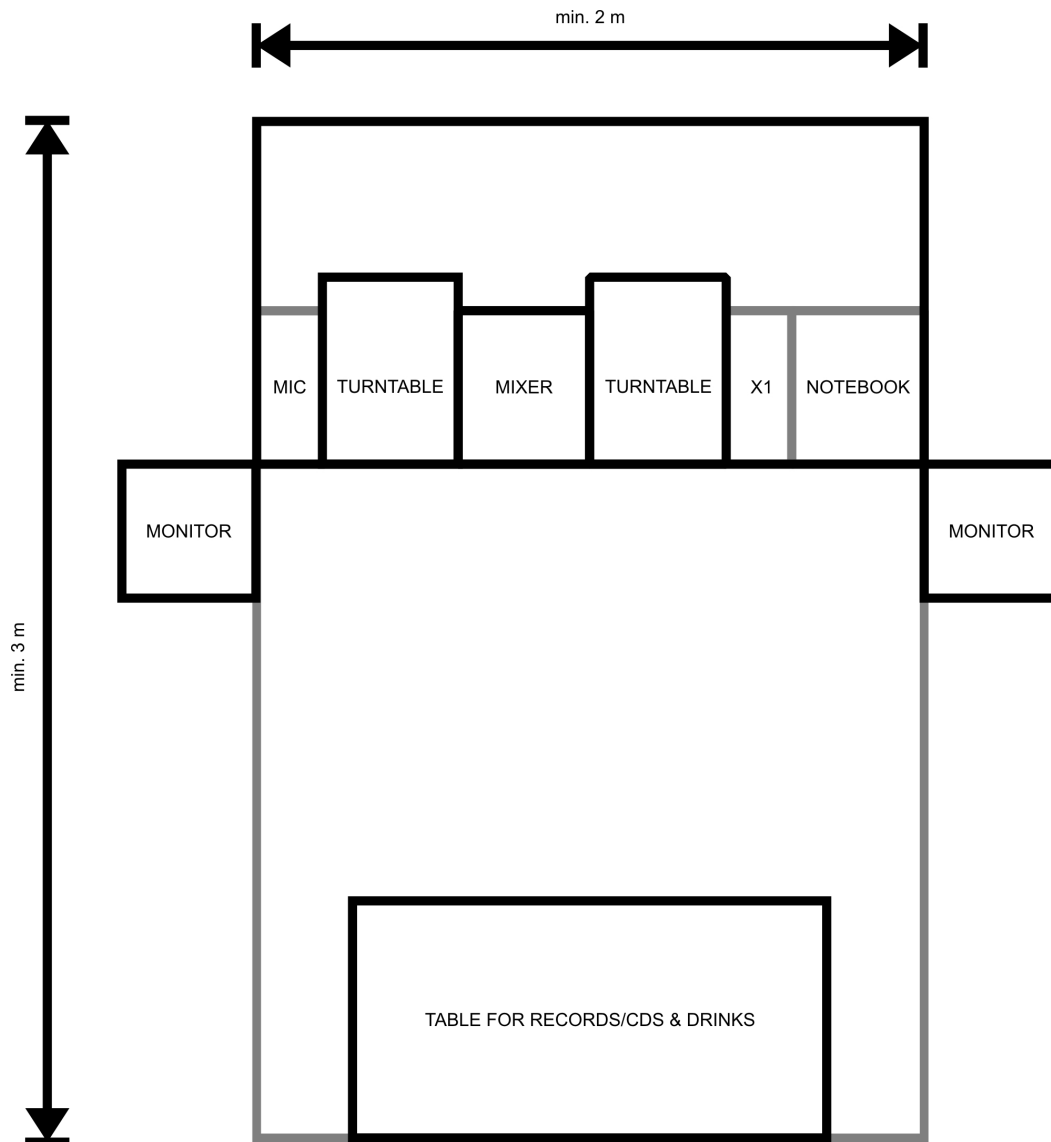 min. 2 m
MIC
TURNTABLE
MIXER
TURNTABLE
X1
NOTEBOOK
MONITOR
MONITOR
min. 3 m
TABLE FOR RECORDS/CDS & DRINKS